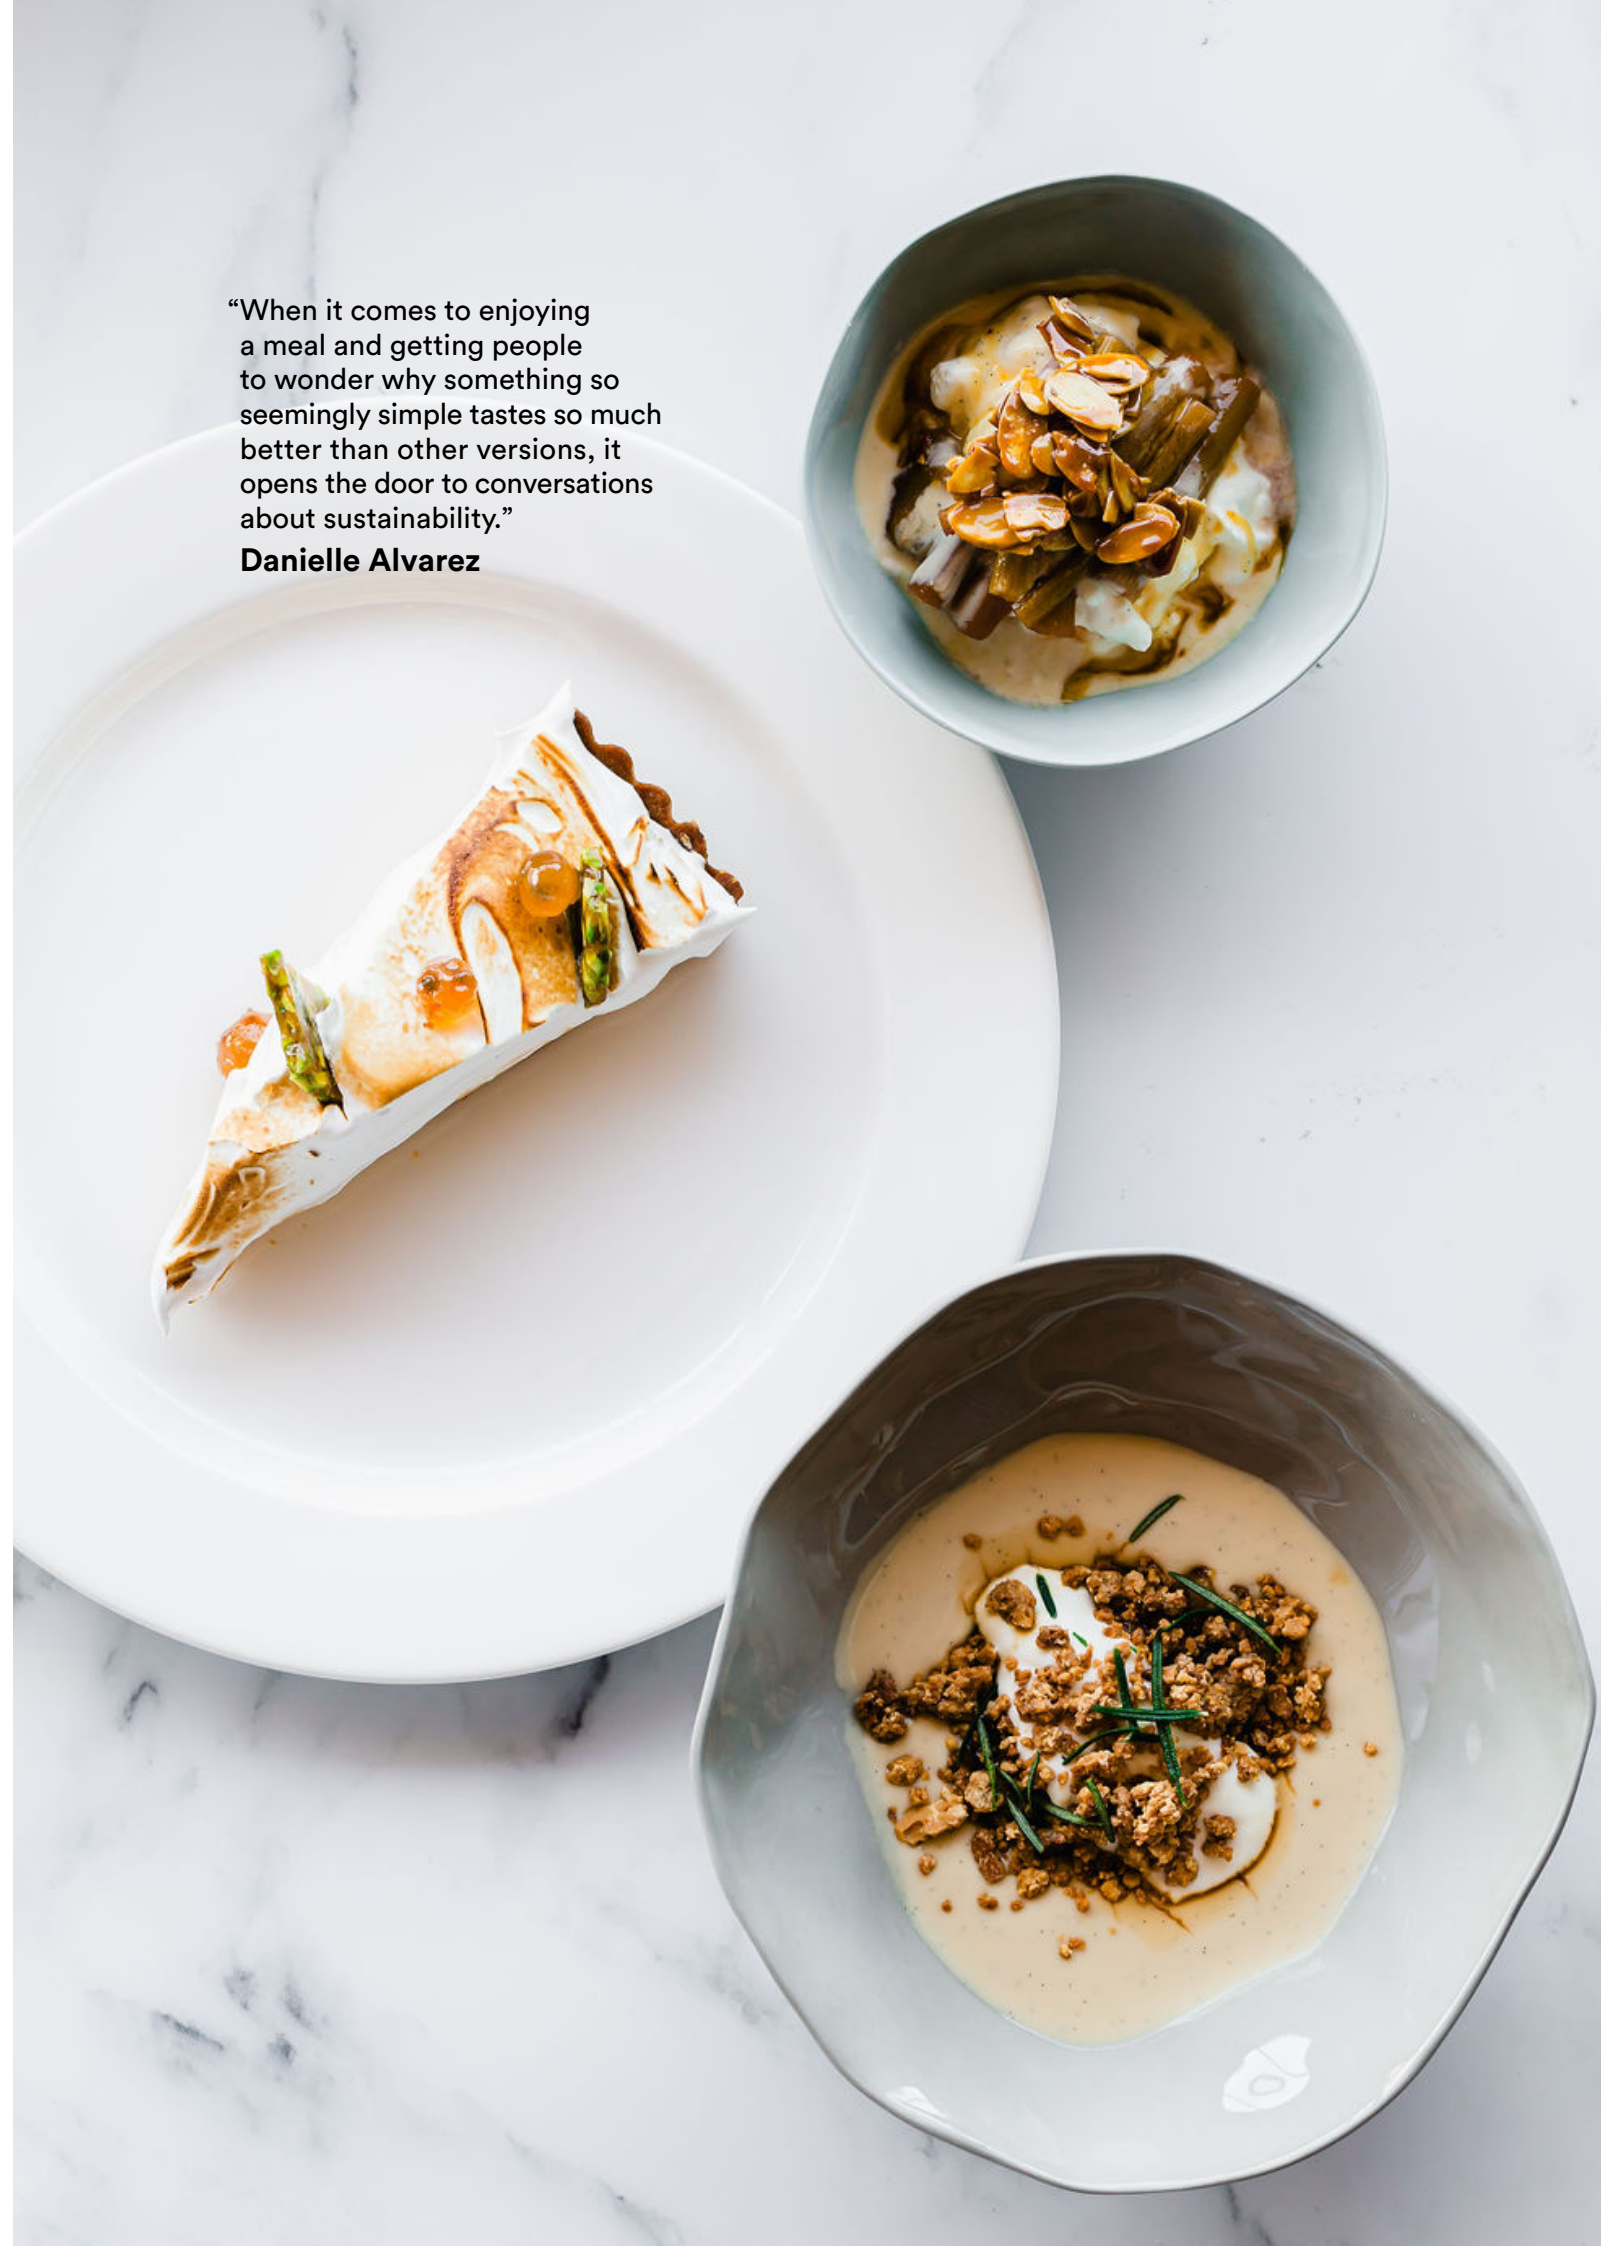 “When it comes to enjoying
a meal and getting people
to wonder why something so
seemingly simple tastes so much
better than other versions, it
opens the door to conversations
about sustainability.”
Danielle Alvarez